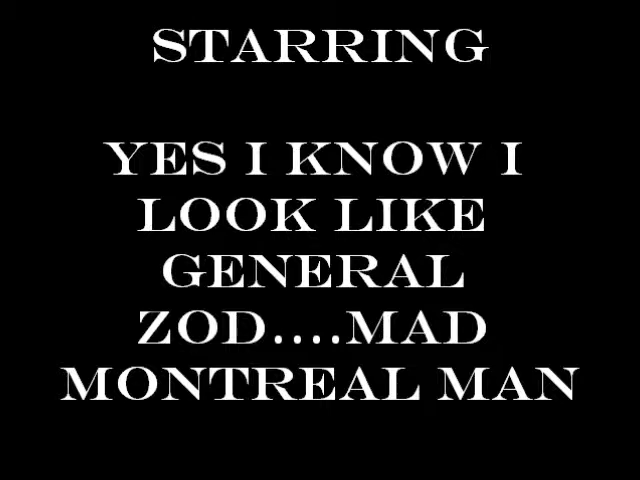 STARRING
YES I KNOW I
LOOK LIKE
GENERAL
ZOD....MAD
MONTREAL MAN